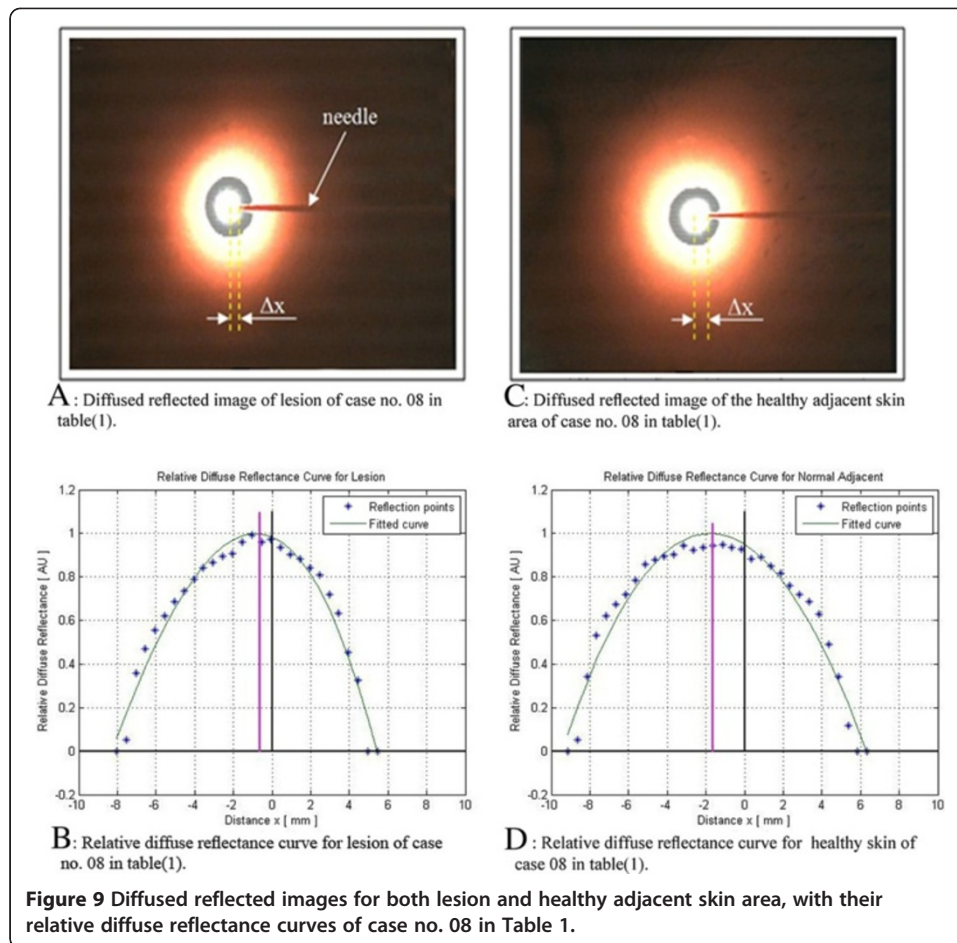 needle
Δx
Δx
A: Diffused reflected image of lesion of case no. 08 in
table(1).
C: Diffused reflected image of the healthy adjacent skin
area of case no. 08 in table(1).
Relative Diffuse Reflectance Curve for Lesion
1.2
1
0.8
0.6
0.4
0.2
0
-0.2
-10 -8 -6 -4 -2 0 2 4 6 8 10
Relative Diffuse Reflectance [ AU ]
Distance x [ mm ]
Reflection points
Fitted curve
Relative Diffuse Reflectance Curve for Normal Adjacent
1.2
1
0.8
0.6
0.4
0.2
0
-0.2
-10 -8 -6 -4 -2 0 2 4 6 8 10
Relative Diffuse Reflectance [ AU ]
Distance x [ mm ]
Reflection points
Fitted curve
B: Relative diffuse reflectance curve for lesion of case
no. 08 in table(1).
D: Relative diffuse reflectance curve for healthy skin of
case 08 in table(1).
Figure 9 Diffused reflected images for both lesion and healthy adjacent skin area, with their
relative diffuse reflectance curves of case no. 08 in Table 1.